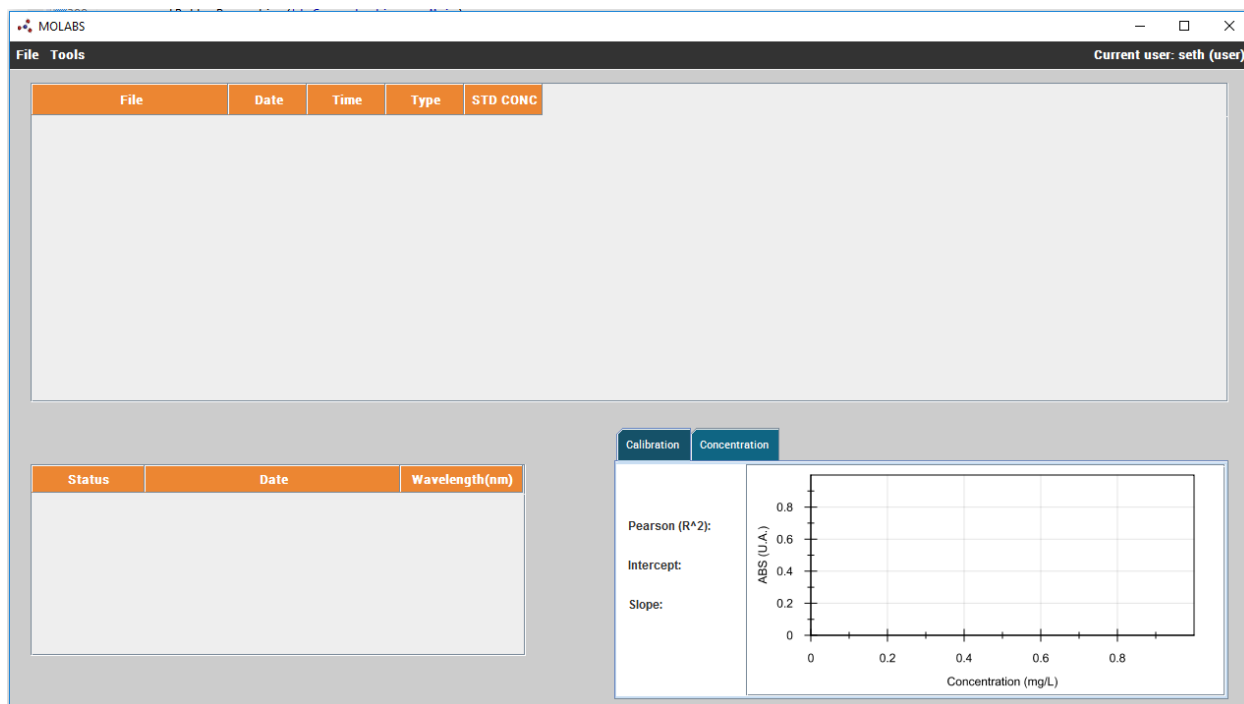 MOLABS
File Tools Current user: seth (user)
File Date Time Type STD CONC
Calibration Concentration
Status Date Wavelength(nm)
Pearson (R^2):
Intercept:
Slope:
ABS (U.A.)
0.8
0.6
0.4
0.2
0
0 0.2 0.4 0.6 0.8
Concentration (mg/L)